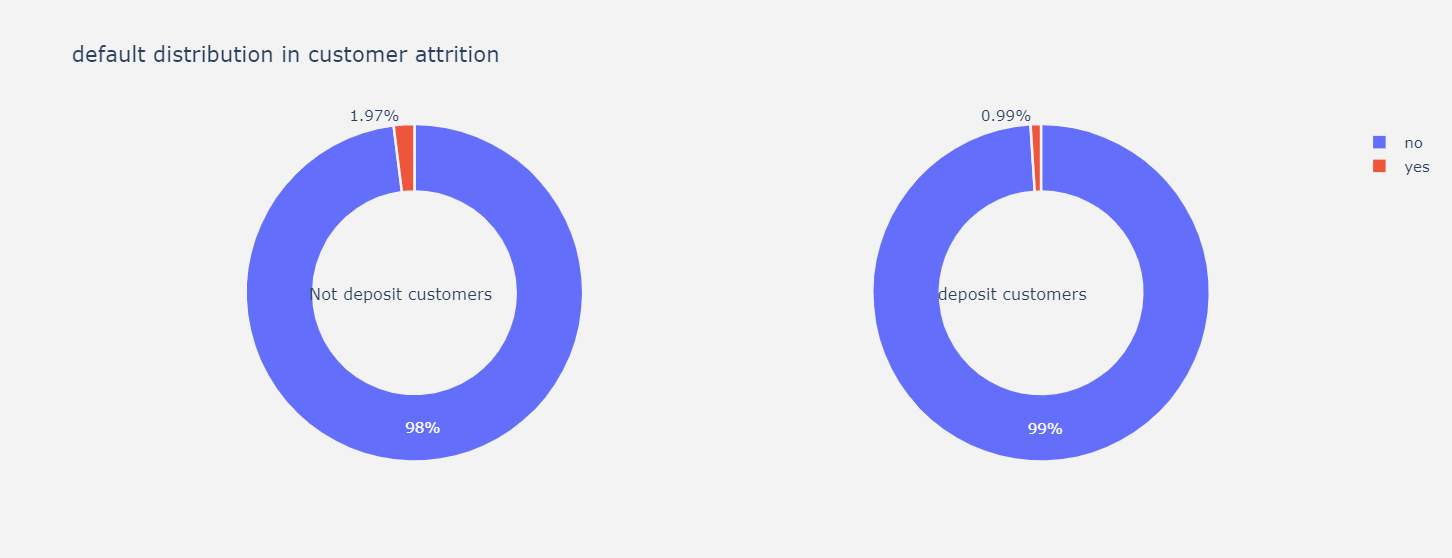 default distribution in customer attrition
1.97%
0.99%
no
yes
Not deposit customers
deposit customers
98%
99%